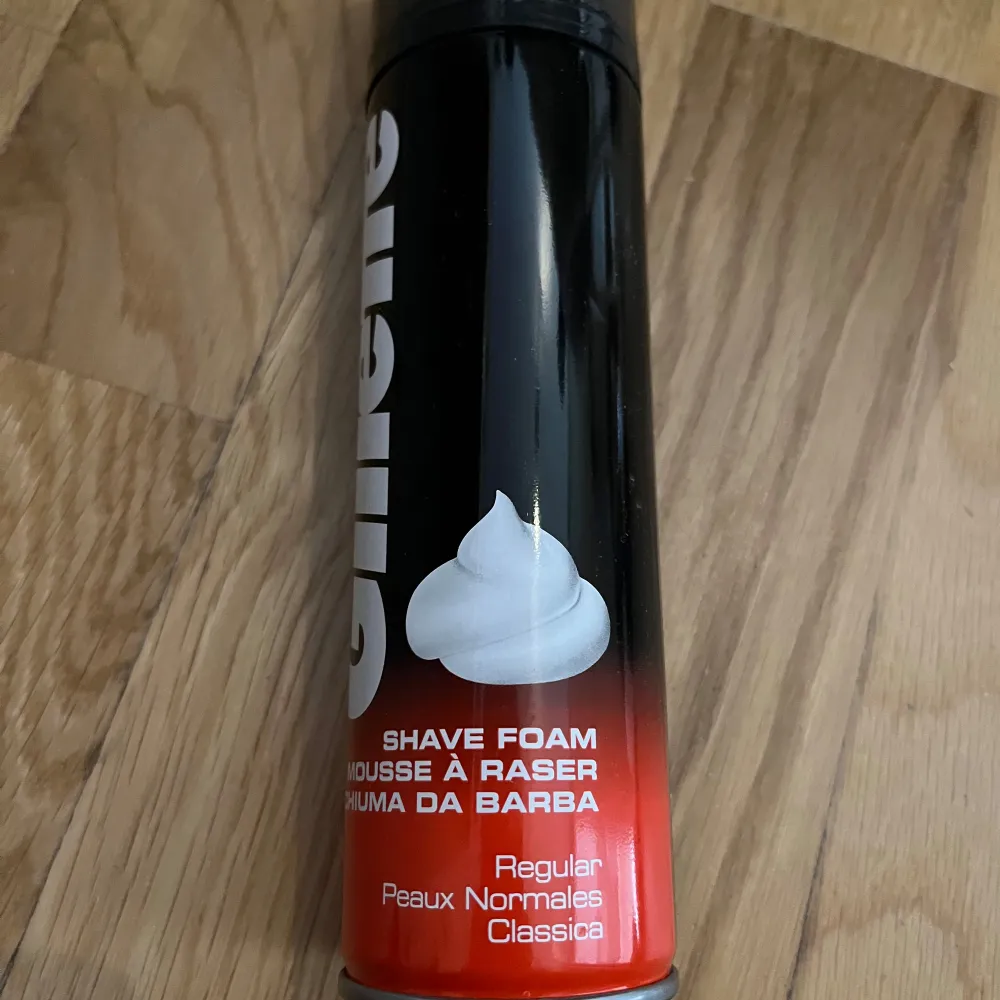 Gillette
SHAVE FOAM
MOUSSE À RASER
CHIUMA DA BARBA
Regular
Peaux Normales
Classica